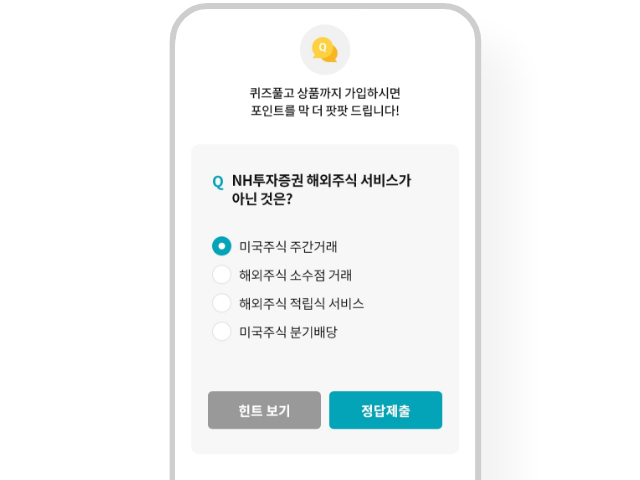 Q
퀴즈풀고 상품까지 가입하시면
포인트를 막 더 팟팟 드립니다!
Q NH투자증권 해외주식 서비스가
아닌 것은?
미국주식 주간거래
해외주식 소수점 거래
해외주식 적립식 서비스
미국주식 분기배당
힌트 보기 정답제출